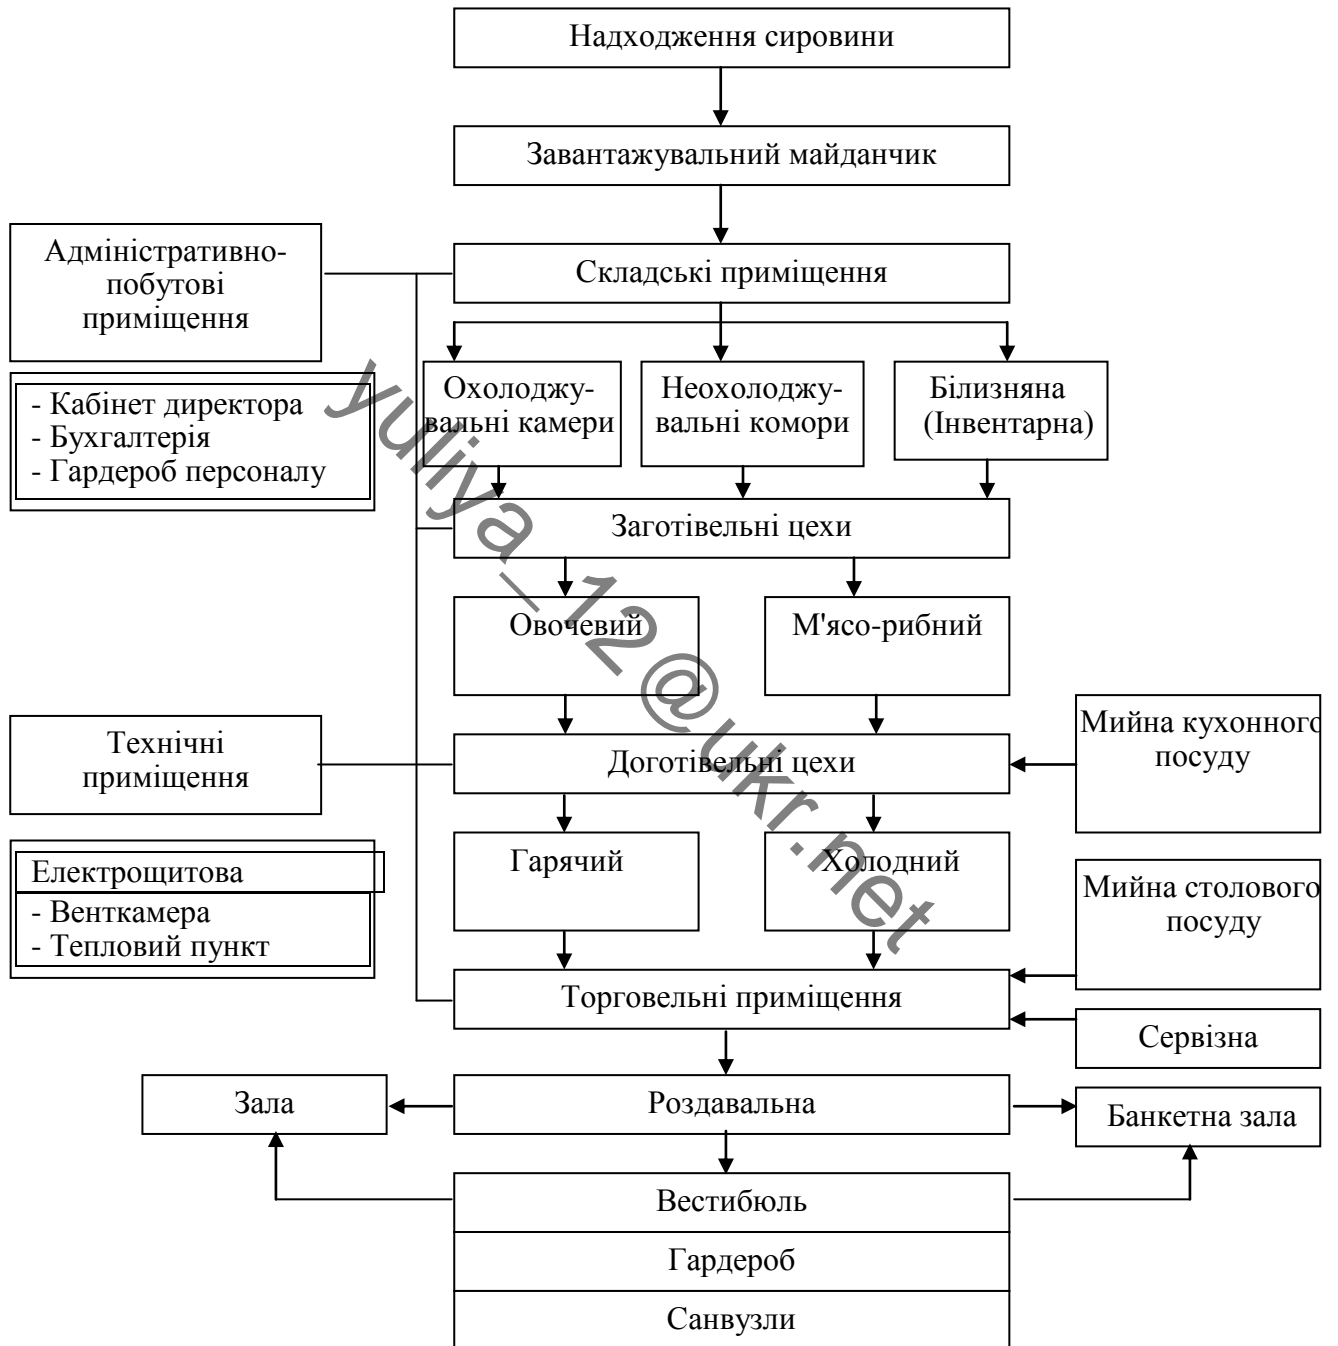 Надходження сировини
Завантажувальний майданчик
Адміністративно-
побутові
приміщення
Складські приміщення
- Кабінет директора
- Бухгалтерія
- Гардероб персоналу
Охолоджу-
вальні камери
Неохолоджу-
вальні комори
Білизняна
(Інвентарна)
Заготівельні цехи
Овочевий
М'ясо-рибний
Технічні
приміщення
Доготівельні цехи
Мийна кухонного
посуду
Електрощитова
- Венткамера
- Тепловий пункт
Гарячий
Холодний
Мийна столового
посуду
Торговельні приміщення
Сервізна
Зала
Роздавальна
Банкетна зала
Вестибюль
Гардероб
Санвузли
yuliya_12@ukr.net